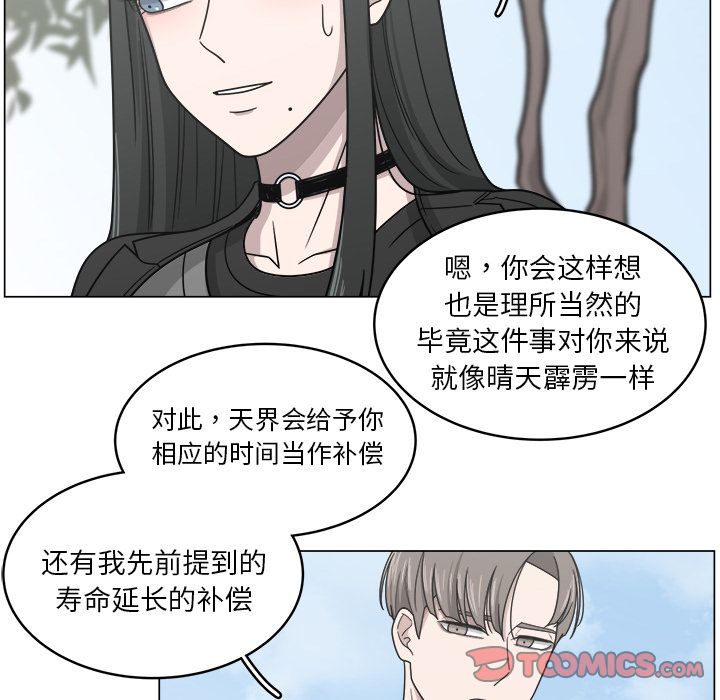 嗯，你会这样想
也是理所当然的
毕竟这件事对你来说
就像晴天霹雳一样
对此，天界会给予你
相应的时间当作补偿
还有我先前提到的
寿命延长的补偿
TOOMICS.COM